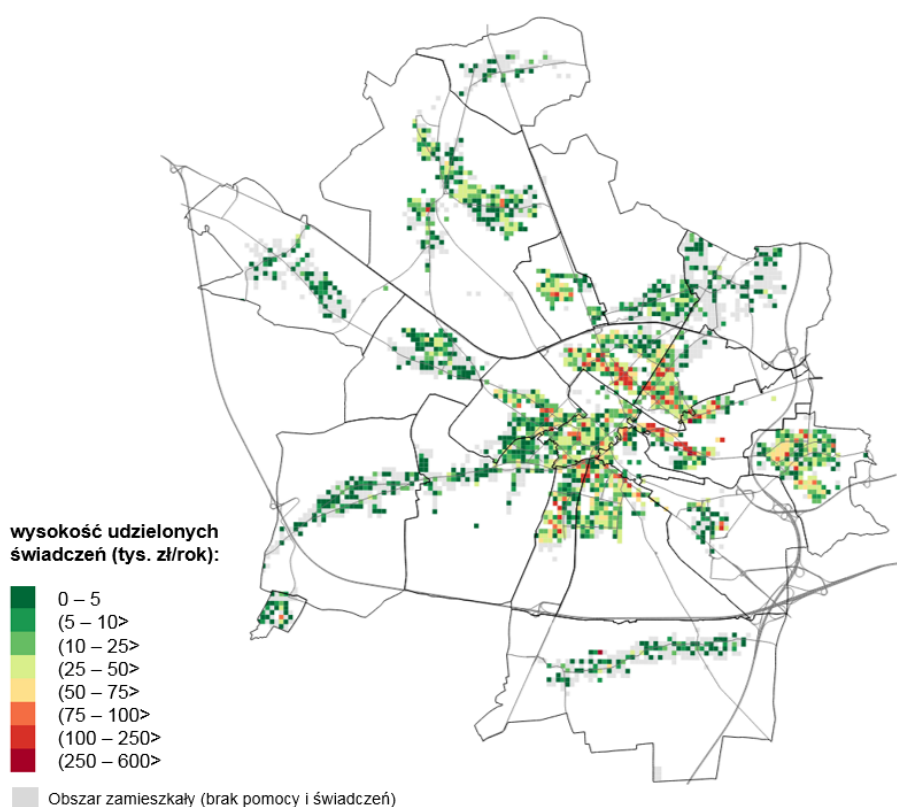 wysokość udzielonych
świadczeń (tys. zł/rok):
0 – 5
(5 – 10>
(10 – 25>
(25 – 50>
(50 – 75>
(75 – 100>
(100 – 250>
(250 – 600>
Obszar zamieszkały (brak pomocy i świadczeń)